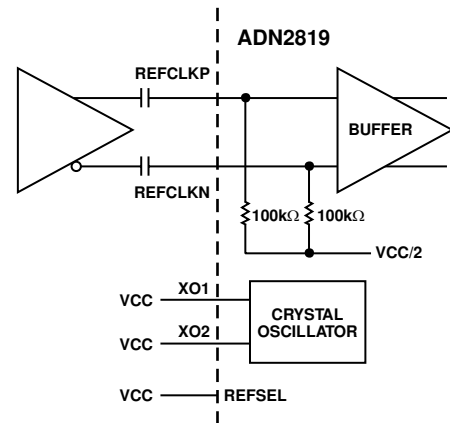 ADN2819
REFCLKP
BUFFER
REFCLKN
100kΩ 100kΩ
VCC/2
VCC XO1
CRYSTAL
OSCILLATOR
VCC XO2
VCC REFSEL